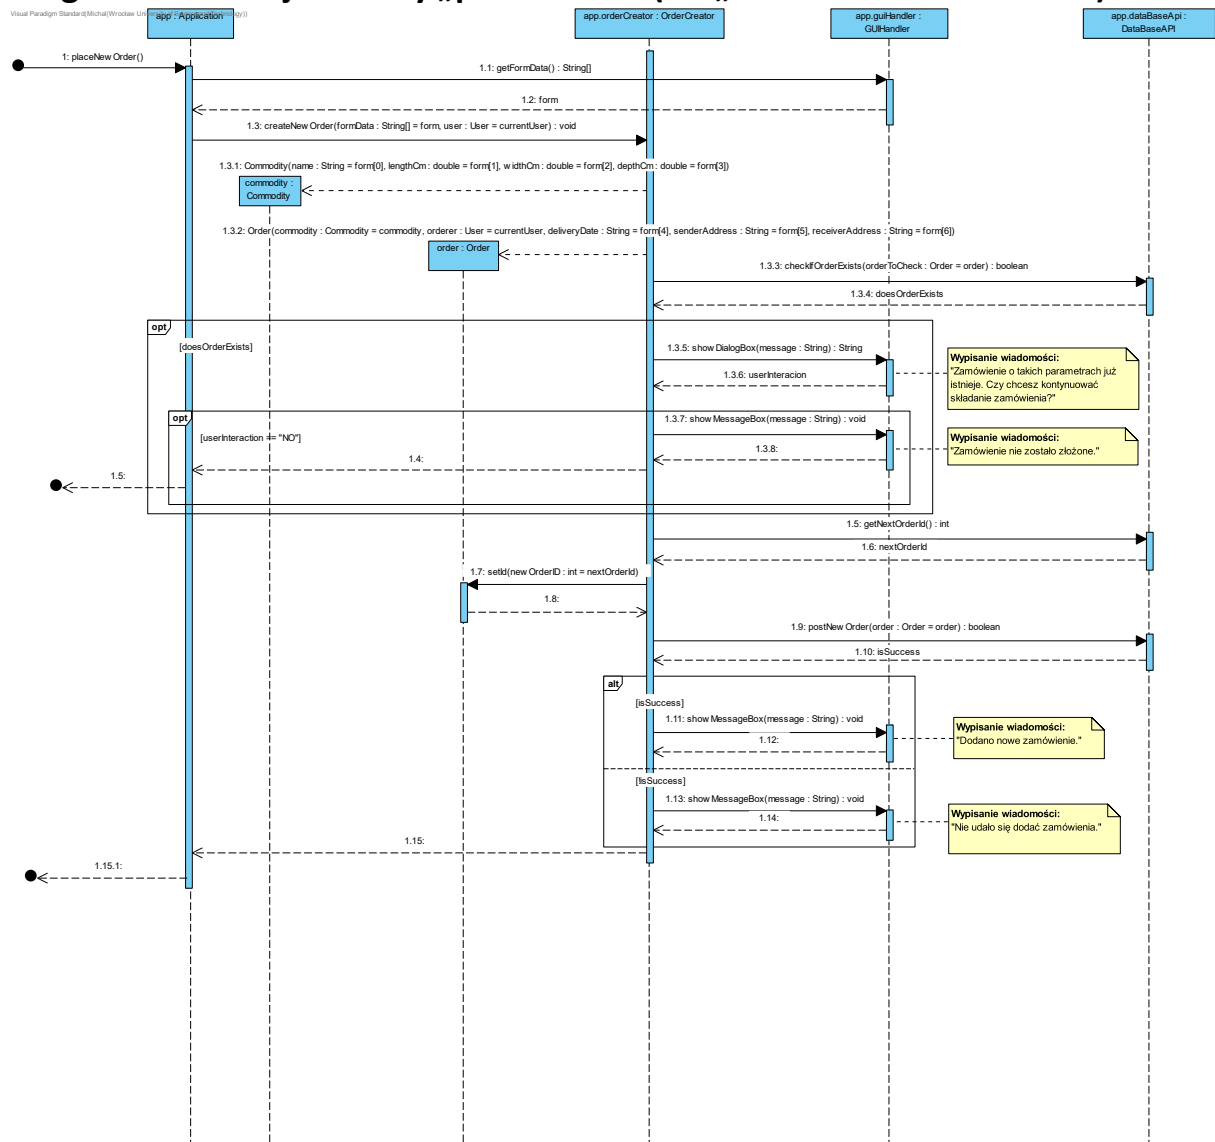 Visual Paradigm Standard(Michał(Wrocław University of Science and Technology))
app : Application
app.orderCreator : OrderCreator
app.guiHandler :
GUIHandler
app.dataBaseApi :
DataBaseAPI
1: placeNewOrder()
1.1: getFormData() : String[]
1.2: form
1.3: createNewOrder(formData : String[] = form, user : User = currentUser) : void
1.3.1: Commodity(name : String = form[0], lengthCm : double = form[1], widthCm : double = form[2], depthCm : double = form[3])
commodity :
Commodity
1.3.2: Order(commodity : Commodity = commodity, orderer : User = currentUser, deliveryDate : String = form[4], senderAddress : String = form[5], receiverAddress : String = form[6])
order : Order
1.3.3: checkIfOrderExists(orderToCheck : Order = order) : boolean
1.3.4: doesOrderExists
opt
[doesOrderExists]
1.3.5: showDialogBox(message : String) : String
1.3.6: userInteracion
Wypisanie wiadomości:
"Zamówienie o takich parametrach już
istnieje. Czy chcesz kontynuować
składanie zamówienia?"
opt
[userInteraction == "NO"]
1.3.7: showMessageBox(message : String) : void
1.3.8:
Wypisanie wiadomości:
"Zamówienie nie zostało złożone."
1.4:
1.5:
1.5: getNextOrderId() : int
1.6: nextOrderId
1.7: setId(newOrderID : int = nextOrderId)
1.8:
1.9: postNewOrder(order : Order = order) : boolean
1.10: isSuccess
alt
[isSuccess]
1.11: showMessageBox(message : String) : void
1.12:
Wypisanie wiadomości:
"Dodano nowe zamówienie."
[!isSuccess]
1.13: showMessageBox(message : String) : void
1.14:
Wypisanie wiadomości:
"Nie udało się dodać zamówienia."
1.15:
1.15.1: